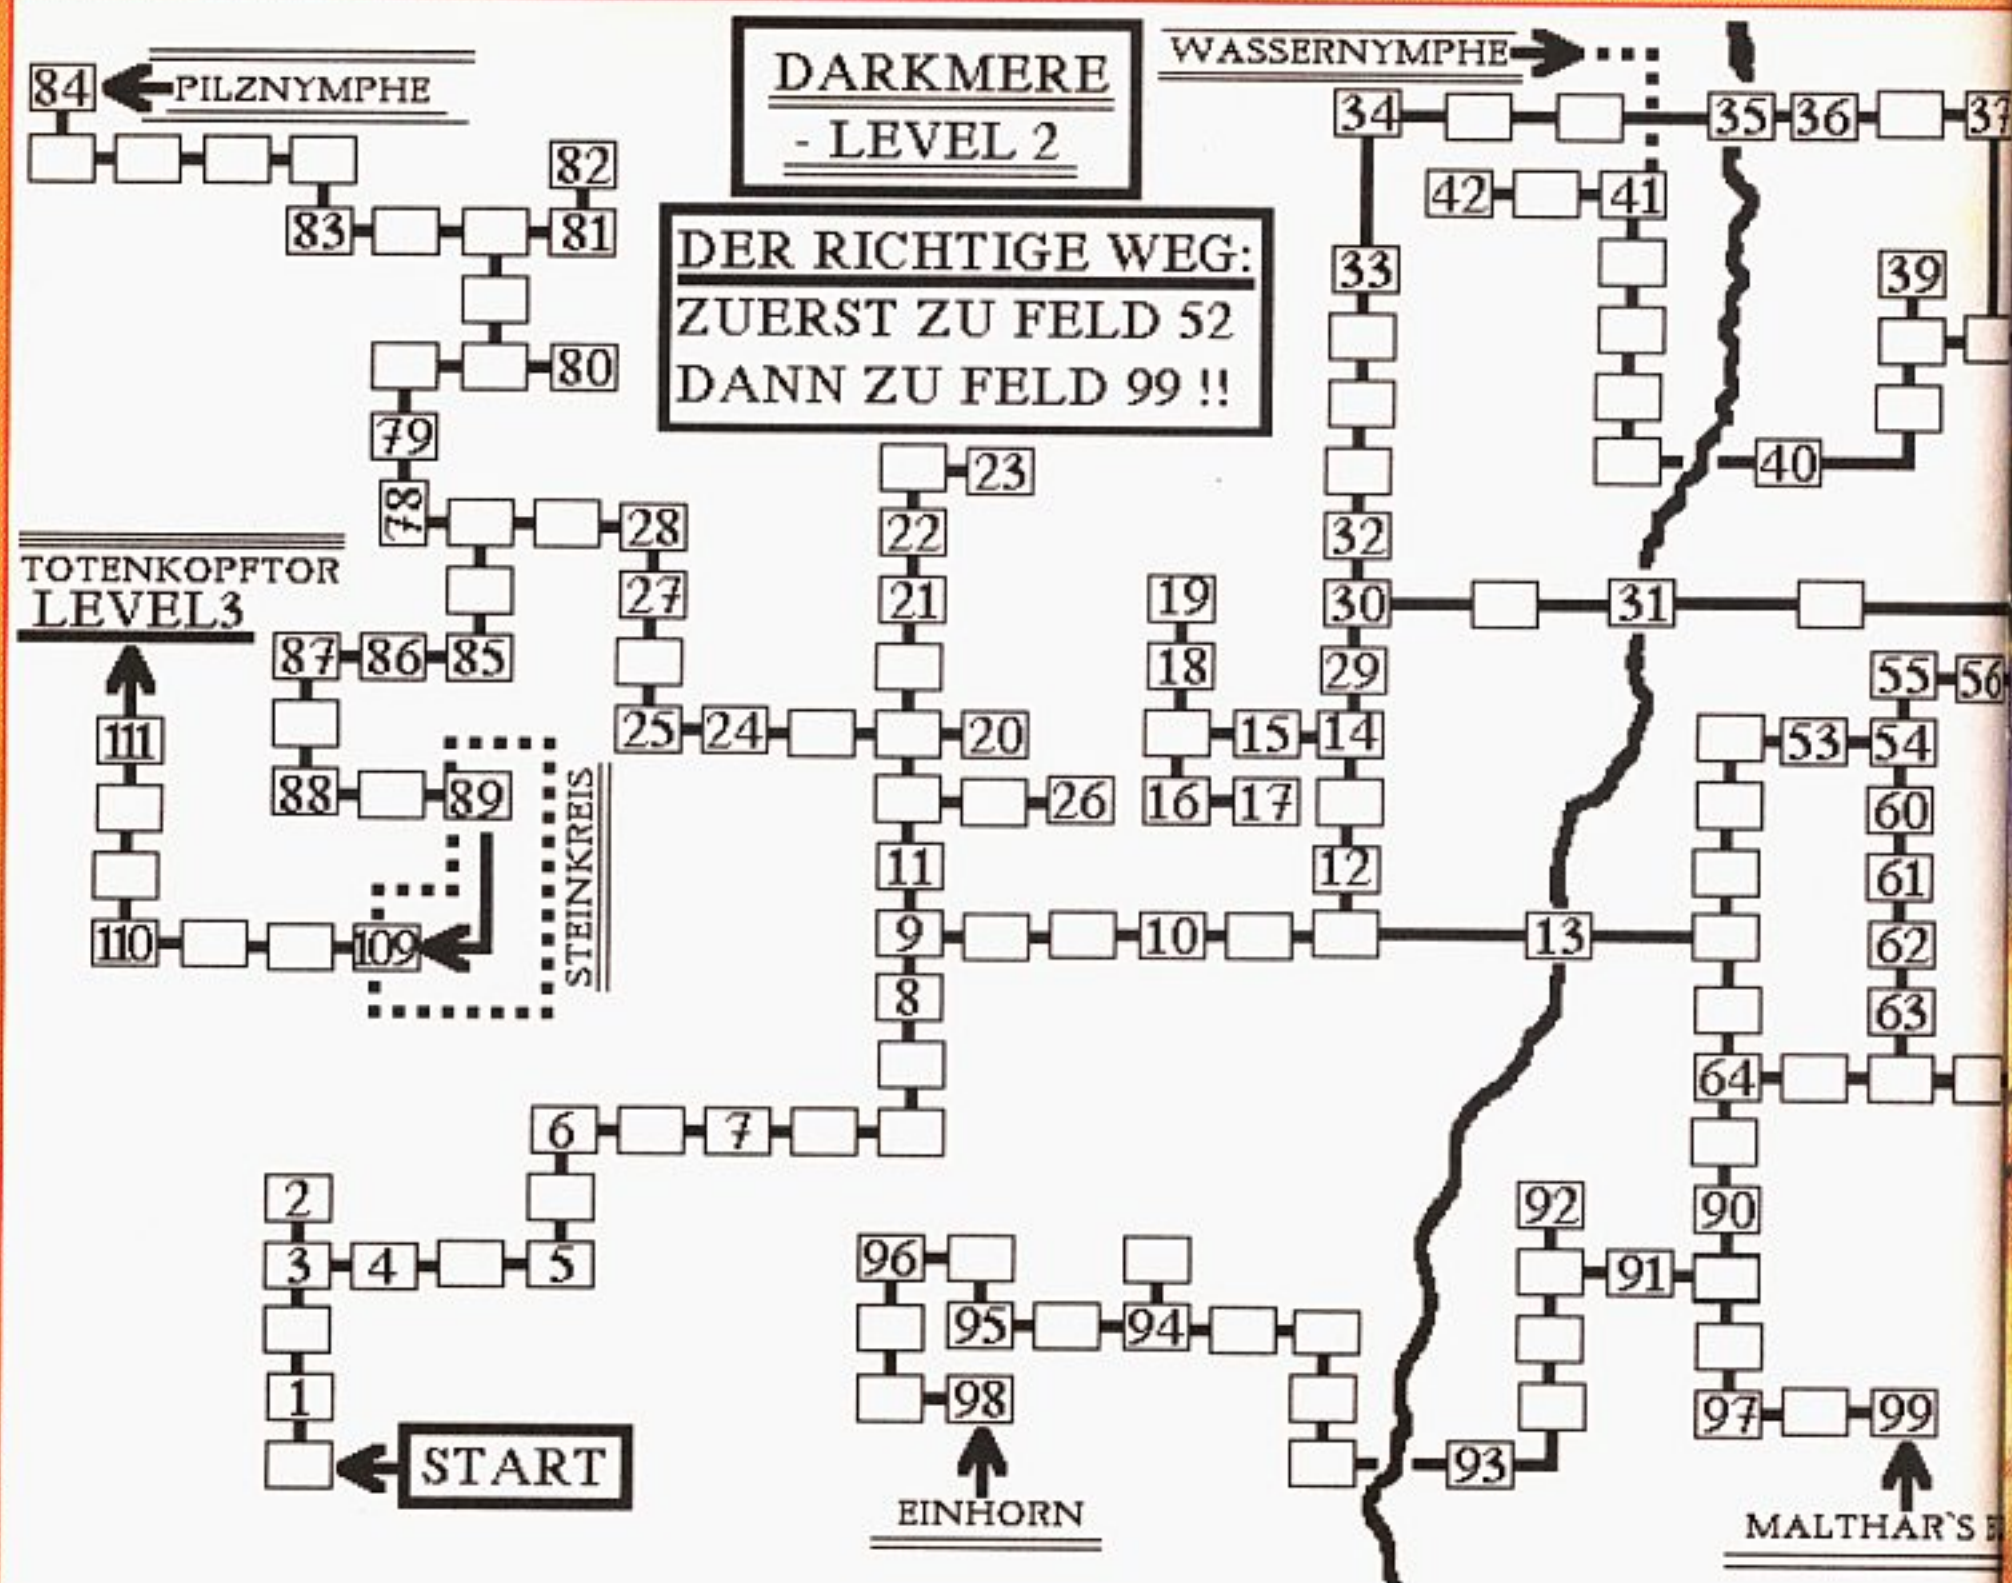 DARKMERE
- LEVEL 2
WASSERNYMPHE
84 PILZNYMPHE
34 35 36 37
82
42 41
83 81
DER RICHTIGE WEG:
33 39
ZUERST ZU FELD 52
80
DANN ZU FELD 99 !!
79
23 40
78 28 22 32
TOTENKOPFTOR
LEVEL3
27 21 19 30 31
87 86 85 18 29 55 56
111 25 24 20 15 14 53 54
88 89 26 16 17 60
STEINKREIS
11 12 61
110 109 9 10 13 62
8 63
64
6 7
2 92 90
3 4 5 96 91
95 94
1 98 97 99
START 93
EINHORN
MALTHAR`S